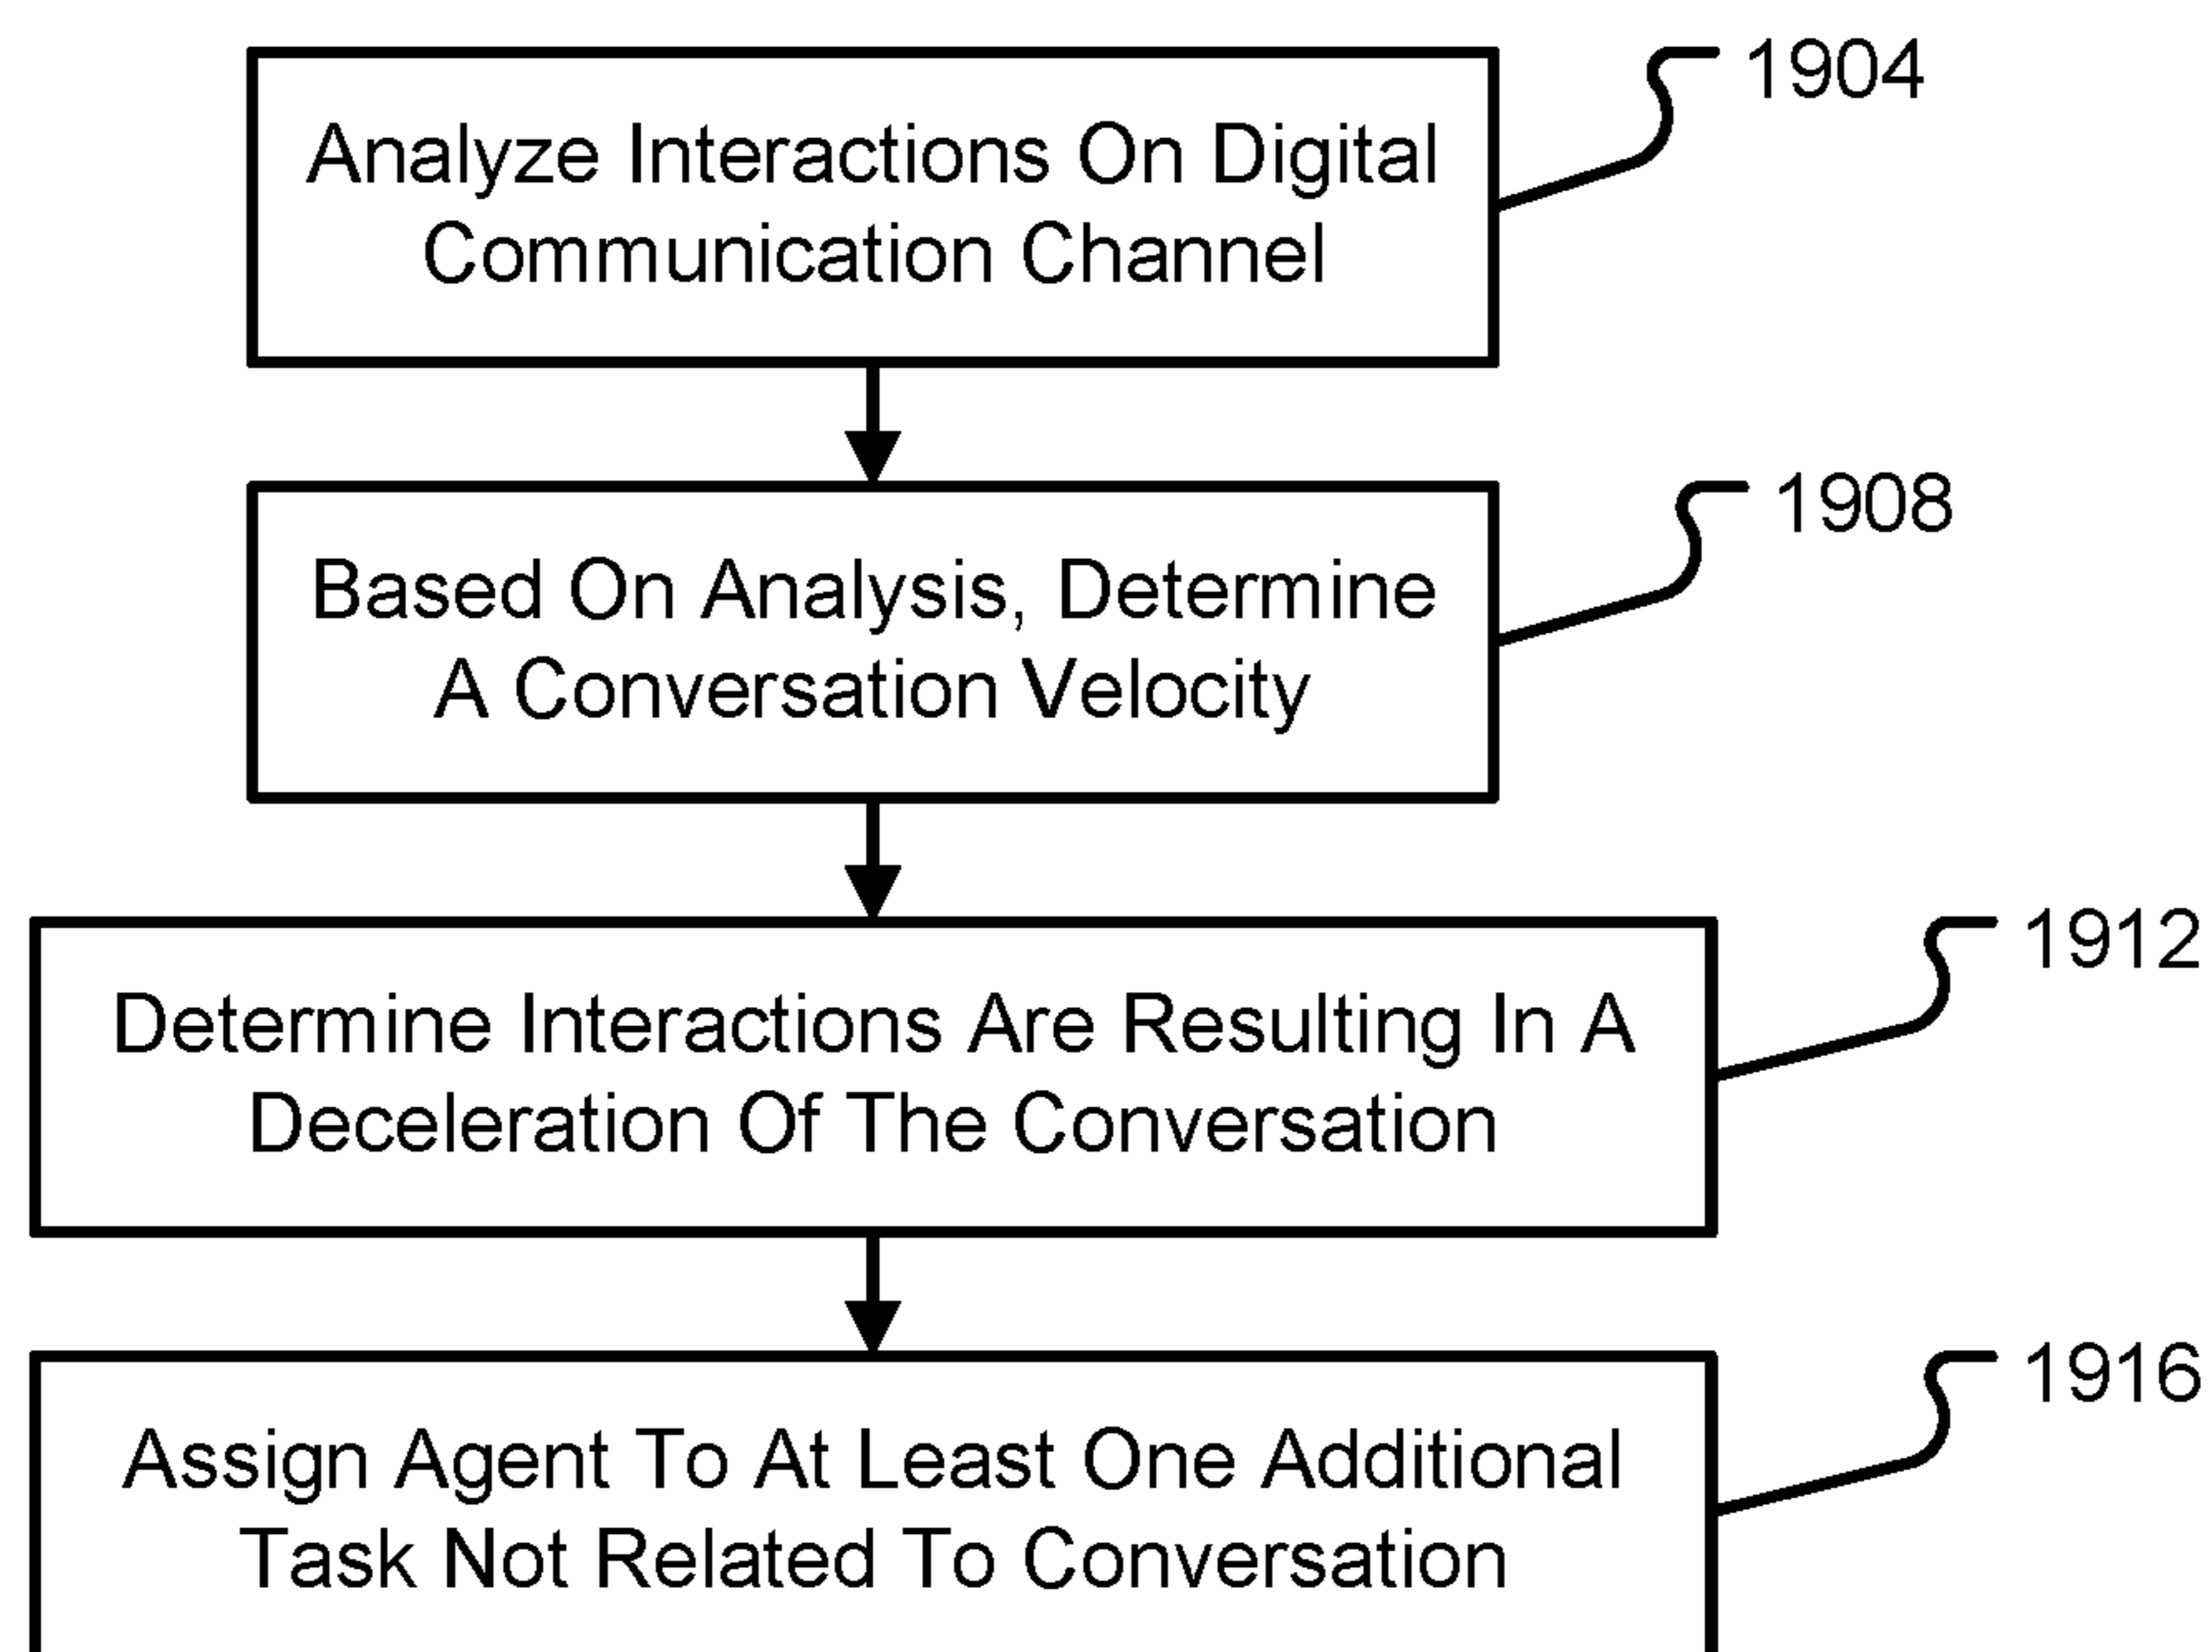 1904
Analyze Interactions On Digital
Communication Channel
1908
Based On Analysis, Determine
A Conversation Velocity
1912
Determine Interactions Are Resulting In A
Deceleration Of The Conversation
1916
Assign Agent To At Least One Additional
Task Not Related To Conversation